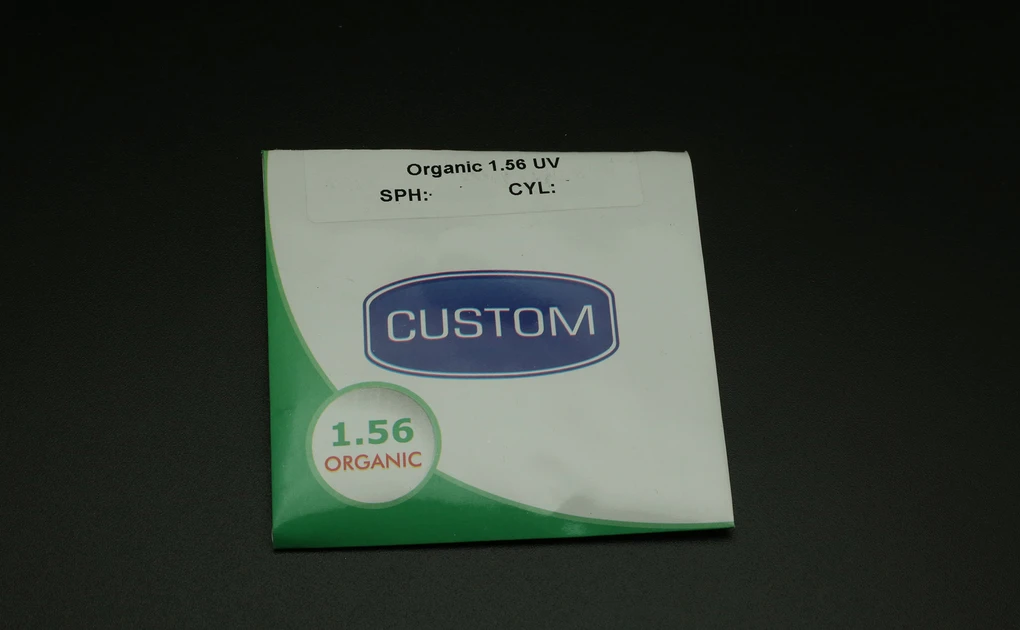 Organic 1.56 UV
SPH: CYL:
CUSTOM
1.56
ORGANIC